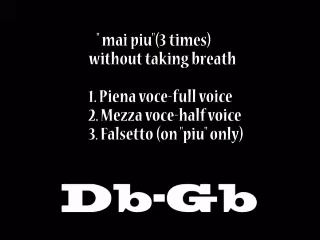 " mai piu"(3 times)
without taking breath
1. Piena voce-full voice
2. Mezza voce-half voice
3. Falsetto (on "piu" only)
Db-Gb